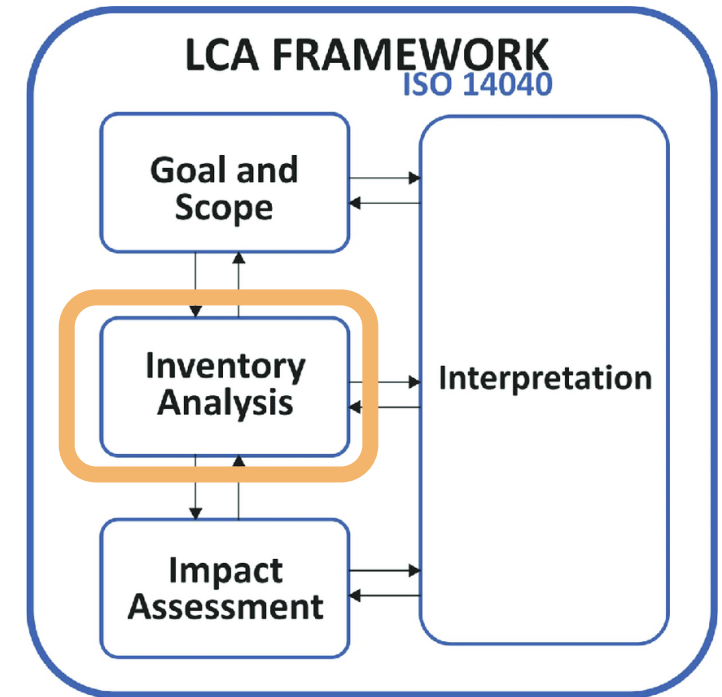 LCA FRAMEWORK
ISO 14040
Goal and
Scope
Inventory
Analysis
Interpretation
Impact
Assessment